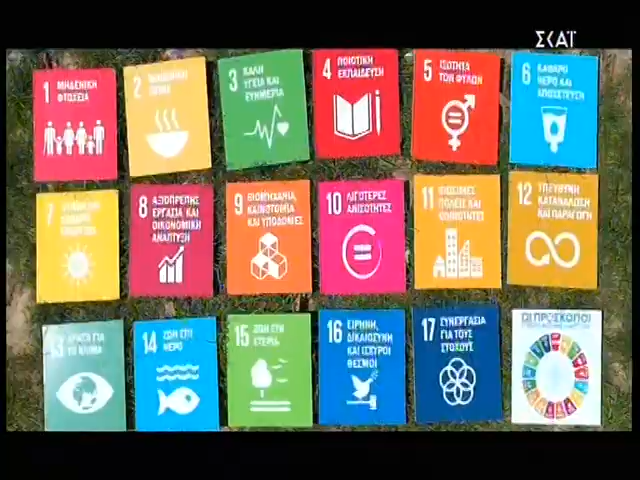 ΣΚΑΪ
1 ΜΗΔΕΝΙΚΗ
ΦΤΩΧΕΙΑ
2
3 ΚΑΛΗ
ΥΓΕΙΑ ΚΑΙ
ΕΥΗΜΕΡΙΑ
4 ΠΟΙΟΤΙΚΗ
ΕΚΠΑΙΔΕΥΣΗ
5 ΙΣΟΤΗΤΑ
ΤΩΝ ΦΥΛΩΝ
6 ΚΑΘΑΡΟ
ΝΕΡΟ ΚΑΙ
ΑΠΟΧΕΤΕΥΣΗ
7
8 ΑΞΙΟΠΡΕΠΗΣ
ΕΡΓΑΣΙΑ ΚΑΙ
ΟΙΚΟΝΟΜΙΚΗ
ΑΝΑΠΤΥΞΗ
9 ΒΙΟΜΗΧΑΝΙΑ,
ΚΑΙΝΟΤΟΜΙΑ
ΚΑΙ ΥΠΟΔΟΜΕΣ
10 ΛΙΓΟΤΕΡΕΣ
ΑΝΙΣΟΤΗΤΕΣ
11 ΒΙΩΣΙΜΕΣ
ΠΟΛΕΙΣ ΚΑΙ
ΚΟΙΝΟΤΗΤΕΣ
12 ΥΠΕΥΘΥΝΗ
ΚΑΤΑΝΑΛΩΣΗ
ΚΑΙ ΠΑΡΑΓΩΓΗ
13 ΔΡΑΣΗ ΓΙΑ
ΤΟ ΚΛΙΜΑ
14 ΖΩΗ ΣΤΟ
ΝΕΡΟ
15 ΖΩΗ ΣΤΗ
ΣΤΕΡΙΑ
16 ΕΙΡΗΝΗ,
ΔΙΚΑΙΟΣΥΝΗ
ΚΑΙ ΙΣΧΥΡΟΙ
ΘΕΣΜΟΙ
17 ΣΥΝΕΡΓΑΣΙΑ
ΓΙΑ ΤΟΥΣ
ΣΤΟΧΟΥΣ
ΟΙ ΠΡΟΣΚΟΠΟΙ